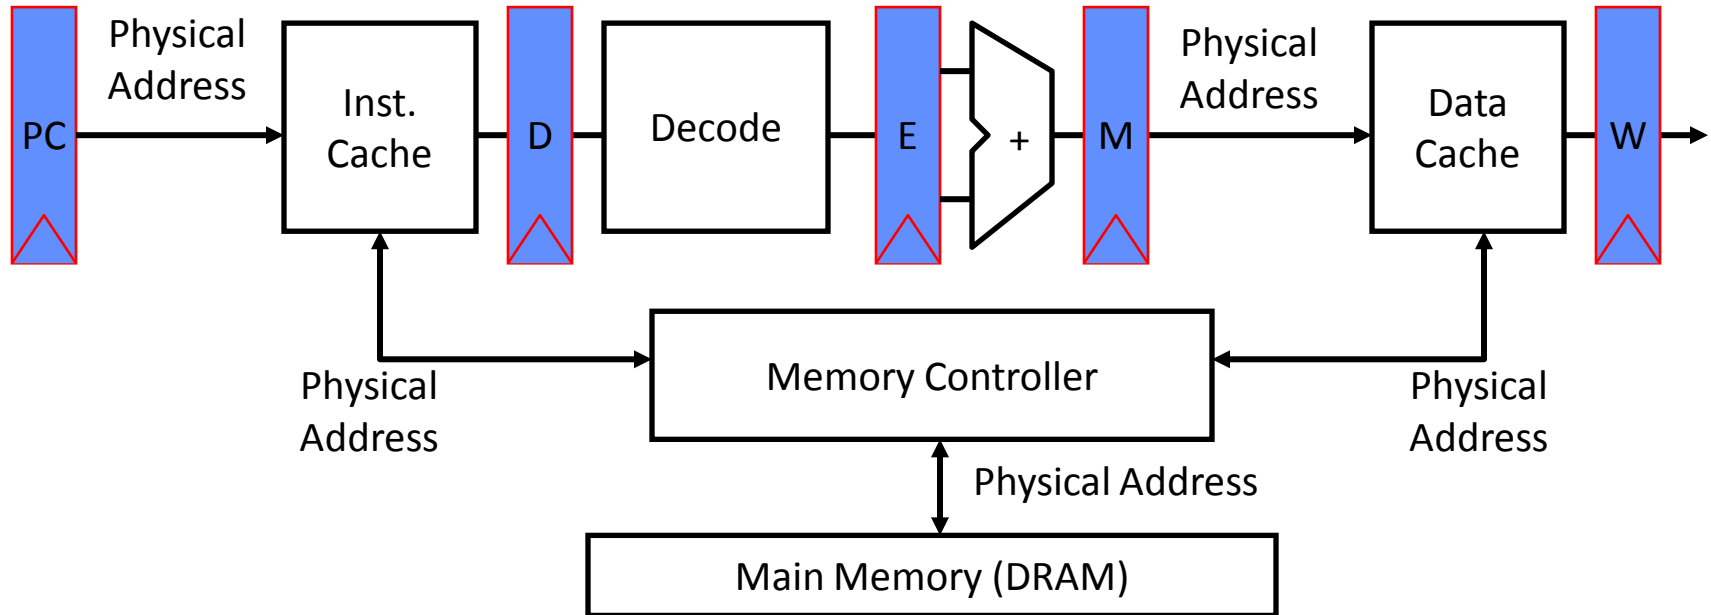 PC
Physical
Address
Inst.
Cache
D
Decode
E
+
M
Physical
Address
Data
Cache
W
Physical
Address
Memory Controller
Physical
Address
Physical Address
Main Memory (DRAM)